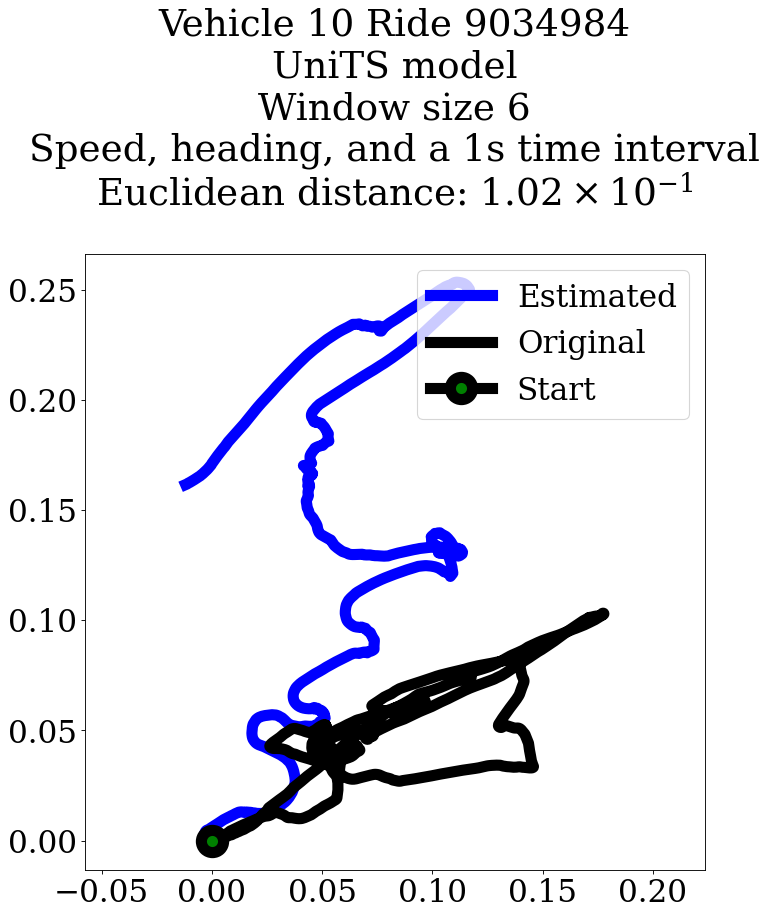 Vehicle 10 Ride 9034984
UniTS model
Window size 6
Speed, heading, and a 1s time interval
Euclidean distance: 1.02 × 10⁻¹
Estimated
Original
Start
0.25
0.20
0.15
0.10
0.05
0.00
−0.05 0.00 0.05 0.10 0.15 0.20